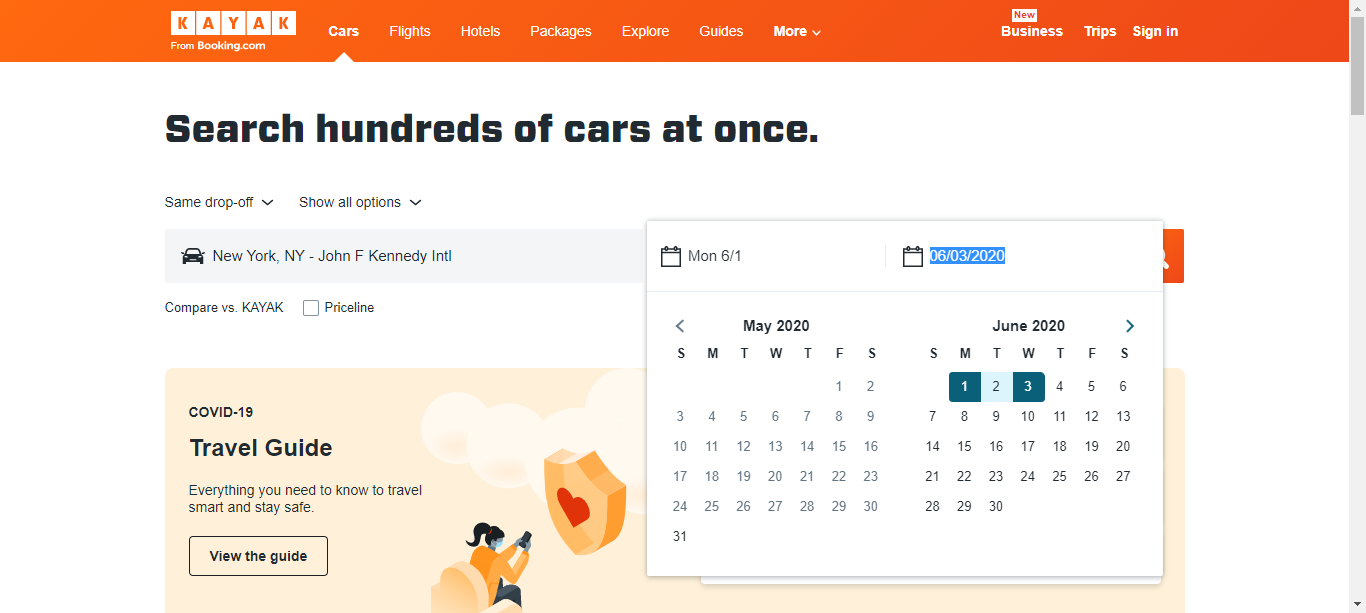 KAYAK
From Booking.com
Cars Flights Hotels Packages Explore Guides More
New
Business Trips Sign in
Search hundreds of cars at once.
Same drop-off Show all options
New York, NY - John F Kennedy Intl
Mon 6/1 06/03/2020
Compare vs. KAYAK Priceline
May 2020
S M T W T F S
1 2
3 4 5 6 7 8 9
10 11 12 13 14 15 16
17 18 19 20 21 22 23
24 25 26 27 28 29 30
31
June 2020
S M T W T F S
1 2 3 4 5 6
7 8 9 10 11 12 13
14 15 16 17 18 19 20
21 22 23 24 25 26 27
28 29 30
COVID-19
Travel Guide
Everything you need to know to travel
smart and stay safe.
View the guide